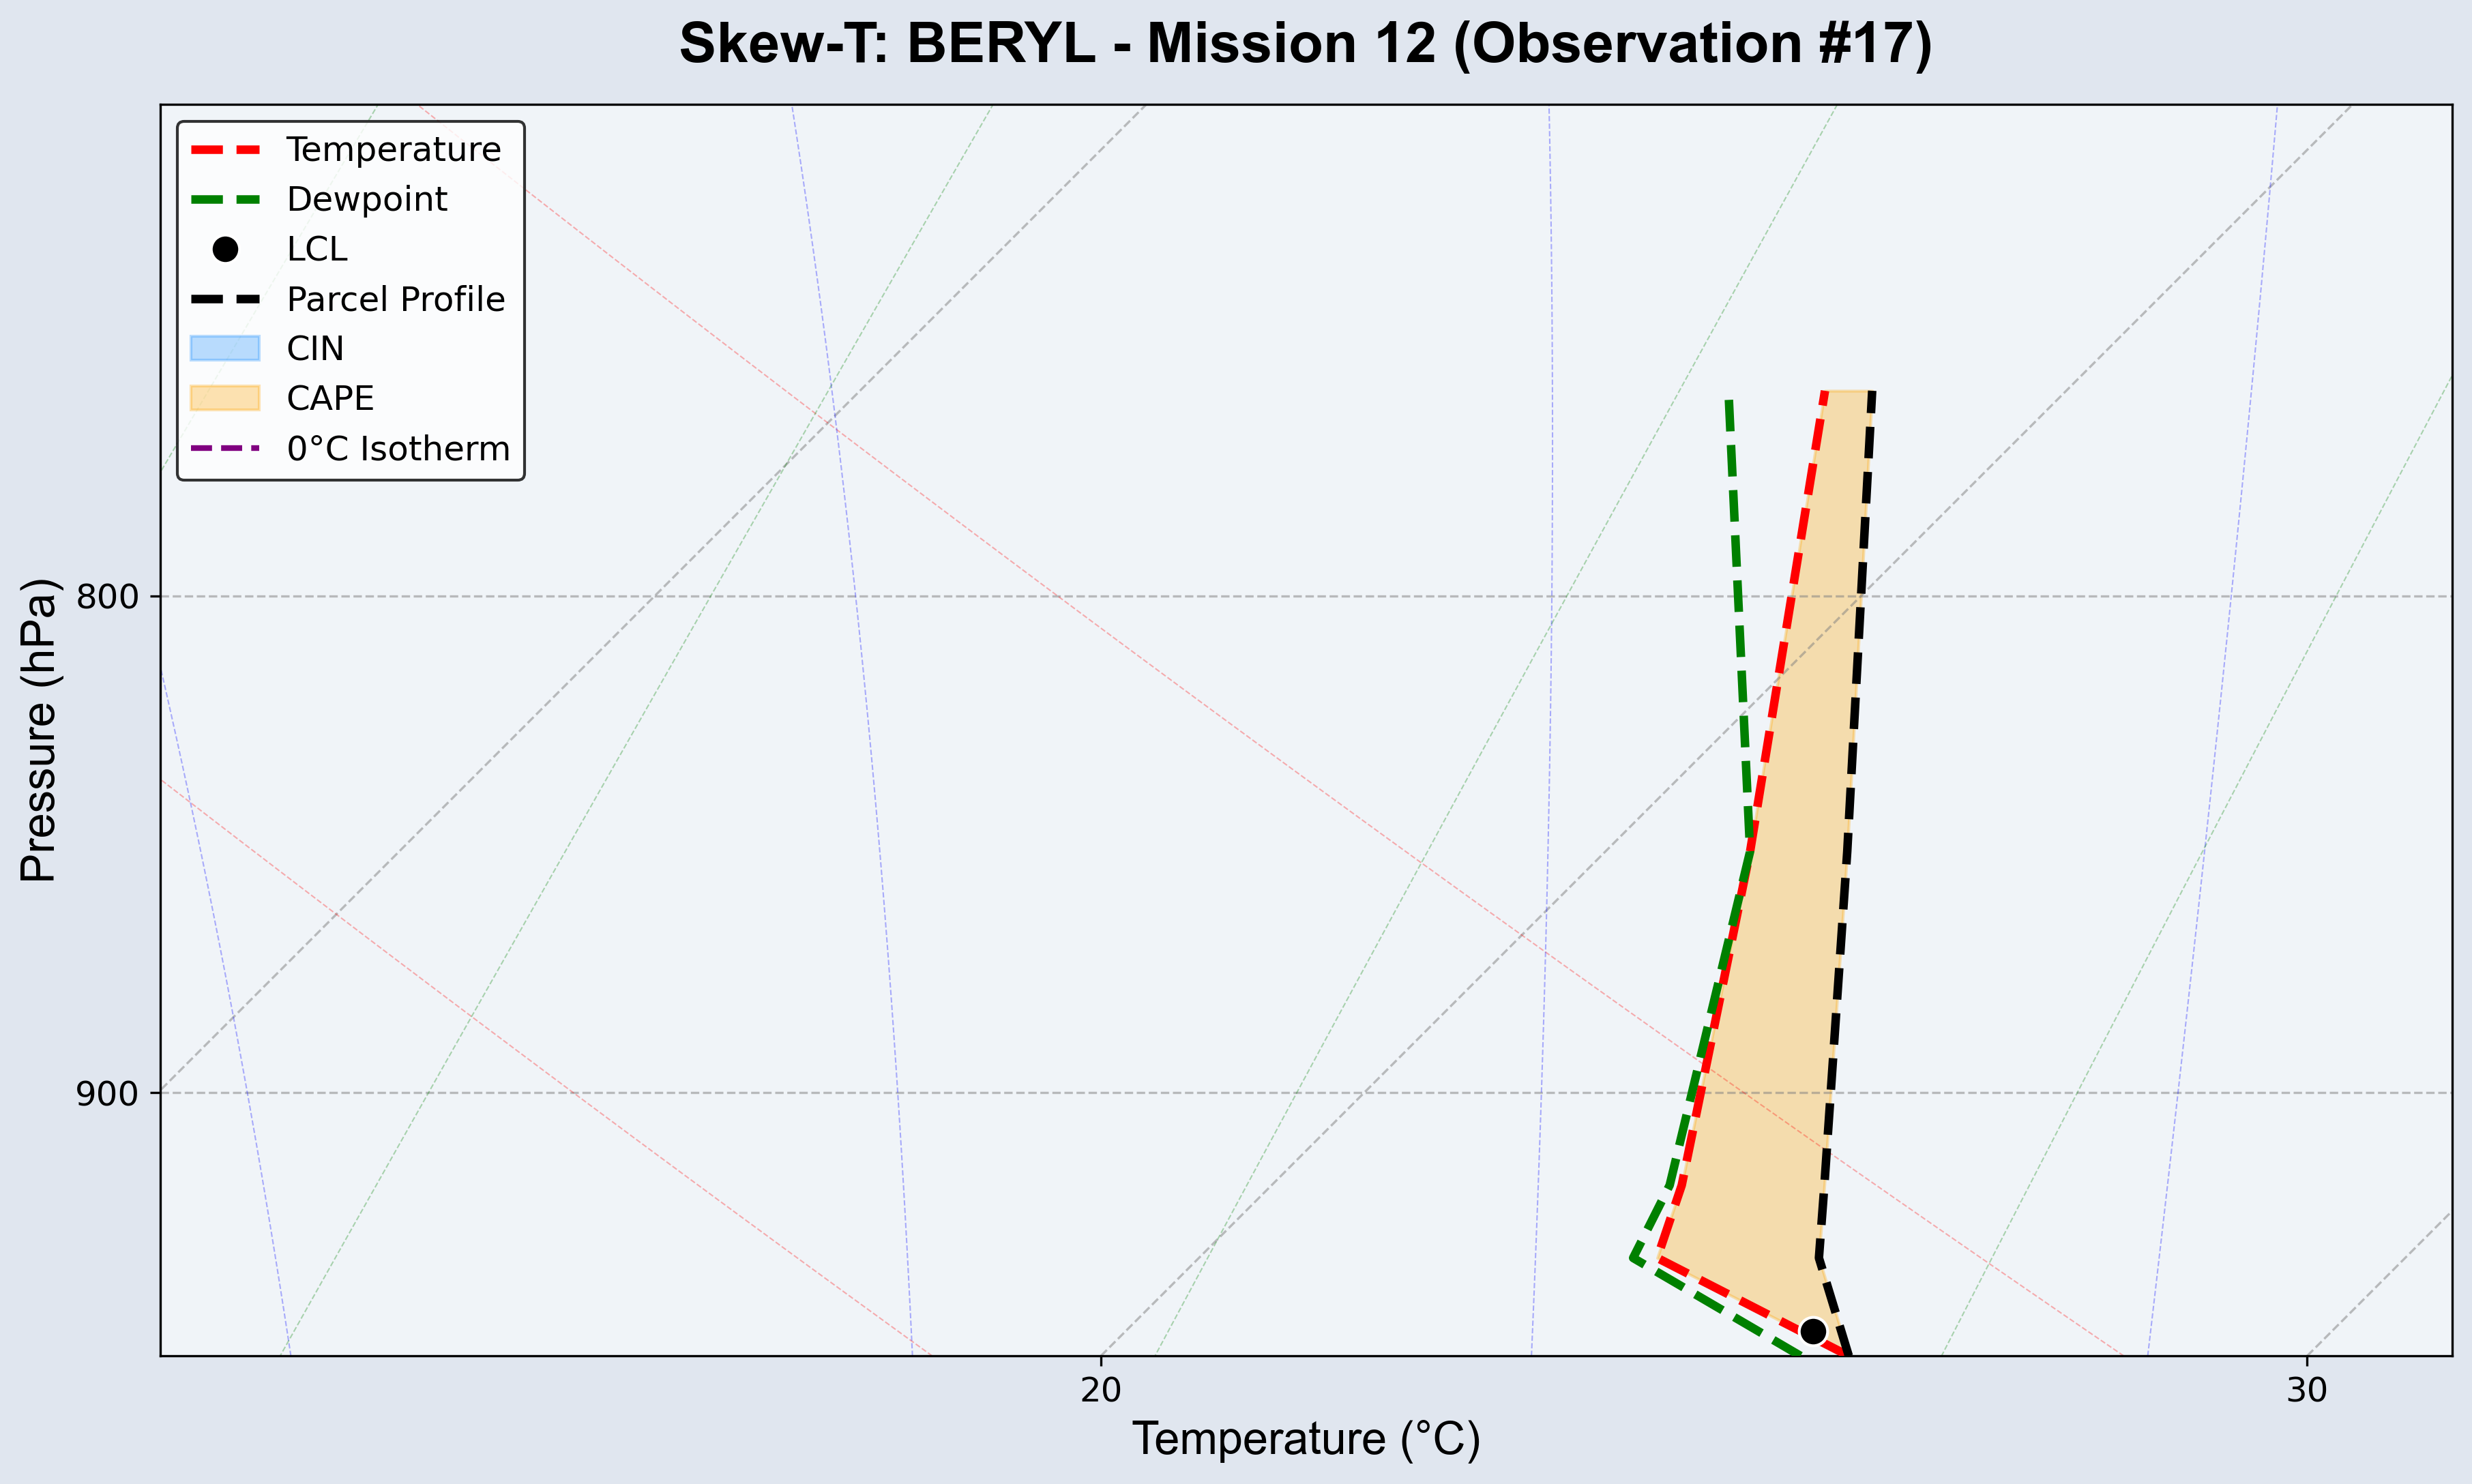 Skew-T: BERYL - Mission 12 (Observation #17)
Temperature
Dewpoint
LCL
Parcel Profile
CIN
CAPE
0°C Isotherm
Pressure (hPa)
800
900
20
30
Temperature (°C)